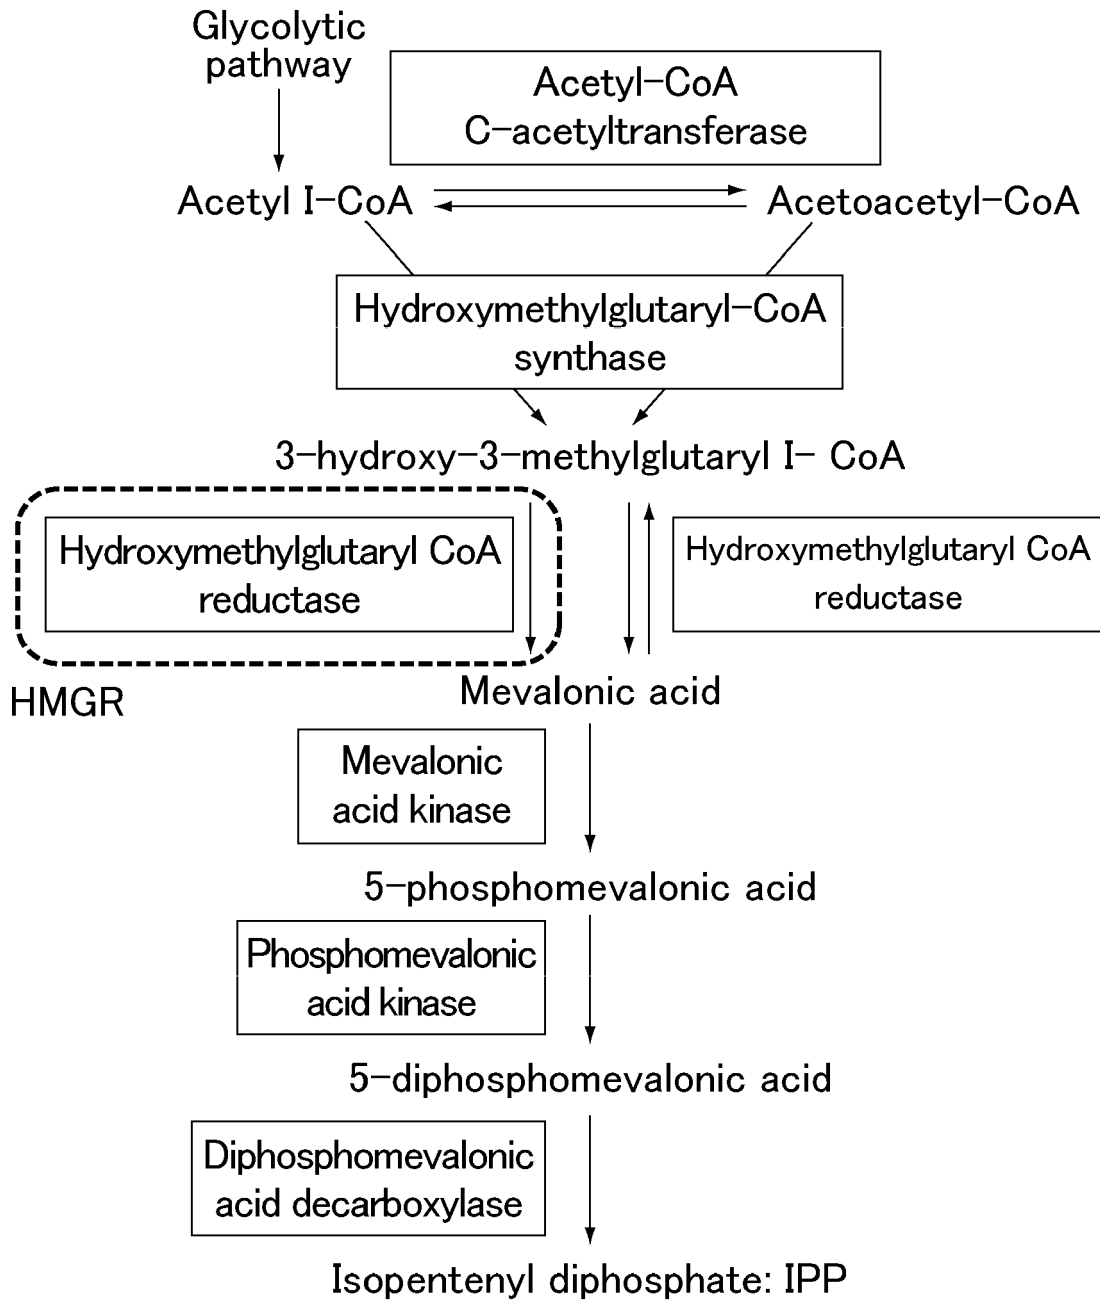 Glycolytic
pathway
Acetyl-CoA
C-acetyltransferase
Acetyl I-CoA
Acetoacetyl-CoA
Hydroxymethylglutaryl-CoA
synthase
3-hydroxy-3-methylglutaryl I- CoA
Hydroxymethylglutaryl CoA
reductase
Hydroxymethylglutaryl CoA
reductase
HMGR
Mevalonic acid
Mevalonic
acid kinase
5-phosphomevalonic acid
Phosphomevalonic
acid kinase
5-diphosphomevalonic acid
Diphosphomevalonic
acid decarboxylase
Isopentenyl diphosphate: IPP